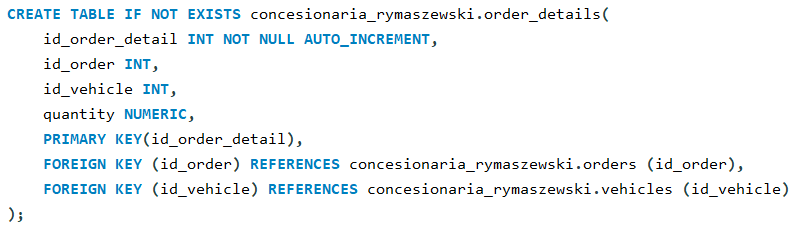 CREATE TABLE IF NOT EXISTS concesionaria_rymaszewski.order_details(
id_order_detail INT NOT NULL AUTO_INCREMENT,
id_order INT,
id_vehicle INT,
quantity NUMERIC,
PRIMARY KEY(id_order_detail),
FOREIGN KEY (id_order) REFERENCES concesionaria_rymaszewski.orders (id_order),
FOREIGN KEY (id_vehicle) REFERENCES concesionaria_rymaszewski.vehicles (id_vehicle)
);